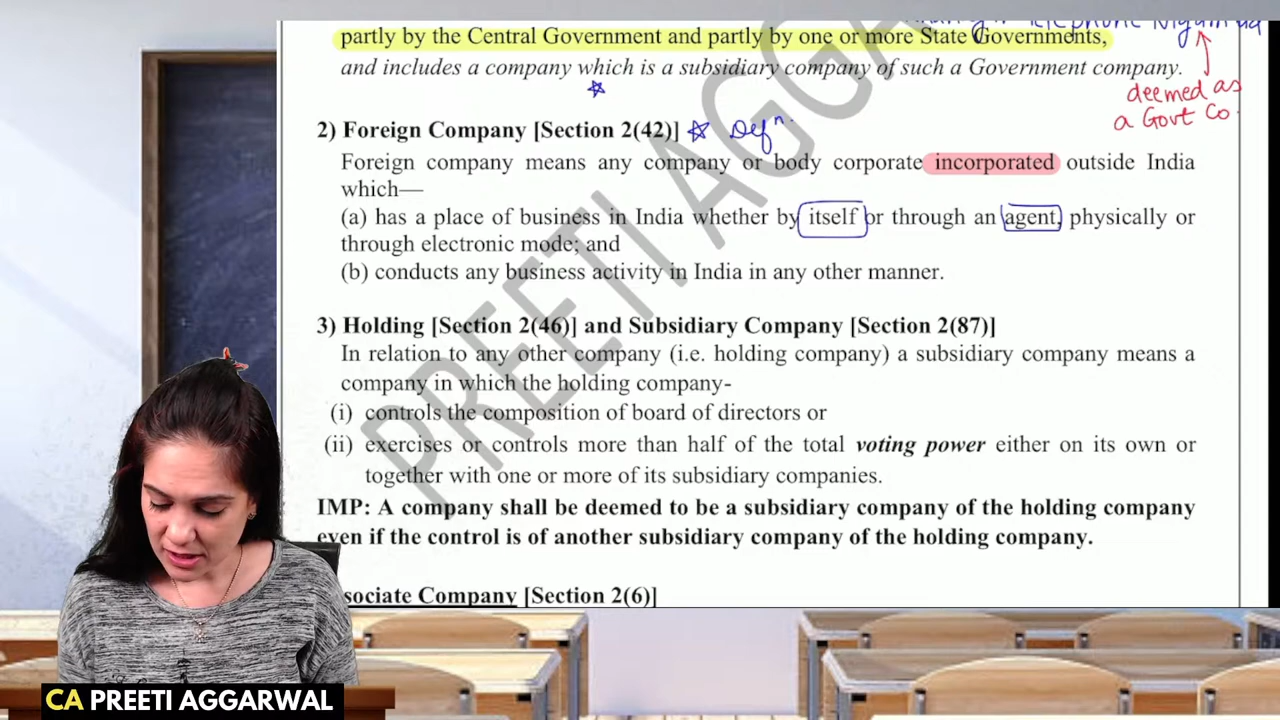 Telephone Nigam Ltd
partly by the Central Government and partly by one or more State Governments,
and includes a company which is a subsidiary company of such a Government company.
deemed as
a Govt Co.
2) Foreign Company [Section 2(42)] Defn.
Foreign company means any company or body corporate incorporated outside India
which—
(a) has a place of business in India whether by itself or through an agent, physically or
through electronic mode; and
(b) conducts any business activity in India in any other manner.
3) Holding [Section 2(46)] and Subsidiary Company [Section 2(87)]
In relation to any other company (i.e. holding company) a subsidiary company means a
company in which the holding company-
(i) controls the composition of board of directors or
(ii) exercises or controls more than half of the total voting power either on its own or
together with one or more of its subsidiary companies.
IMP: A company shall be deemed to be a subsidiary company of the holding company
even if the control is of another subsidiary company of the holding company.
sociate Company [Section 2(6)]
PREETI AGGA
CA PREETI AGGARWAL